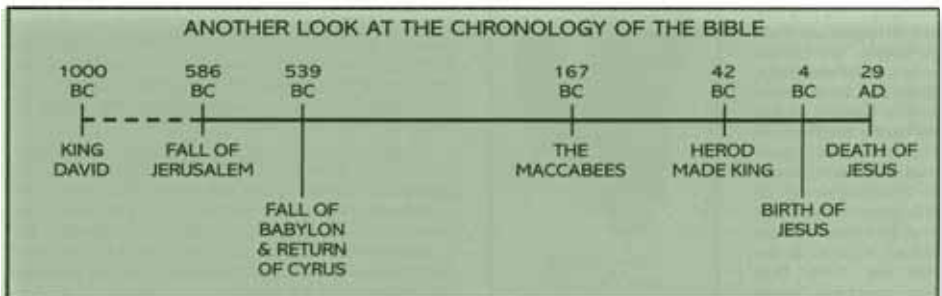 ANOTHER LOOK AT THE CHRONOLOGY OF THE BIBLE
1000 BC
586 BC
539 BC
167 BC
42 BC
4 BC
29 AD
KING
DAVID
FALL OF
JERUSALEM
FALL OF
BABYLON
& RETURN
OF CYRUS
THE
MACCABEES
HEROD
MADE KING
BIRTH OF
JESUS
DEATH OF
JESUS